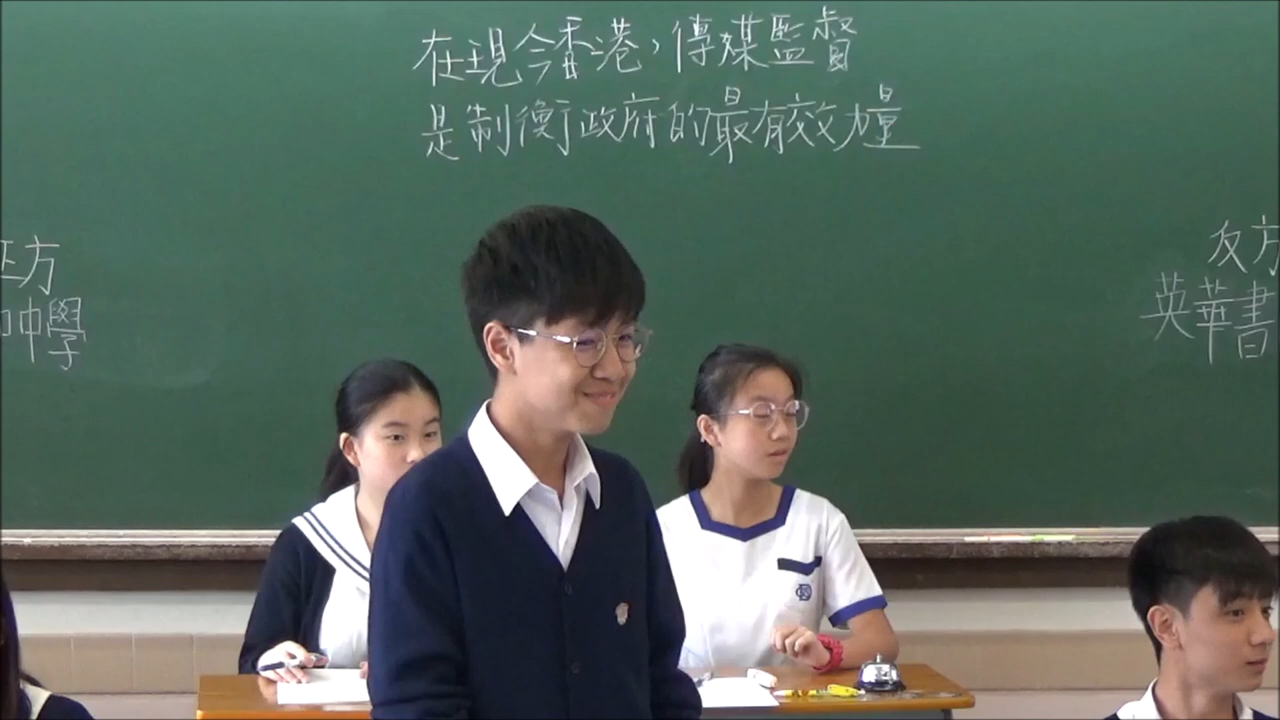 在現今香港，傳媒監督
是制衡政府的最有效力量
正方
中學
反方
英華書